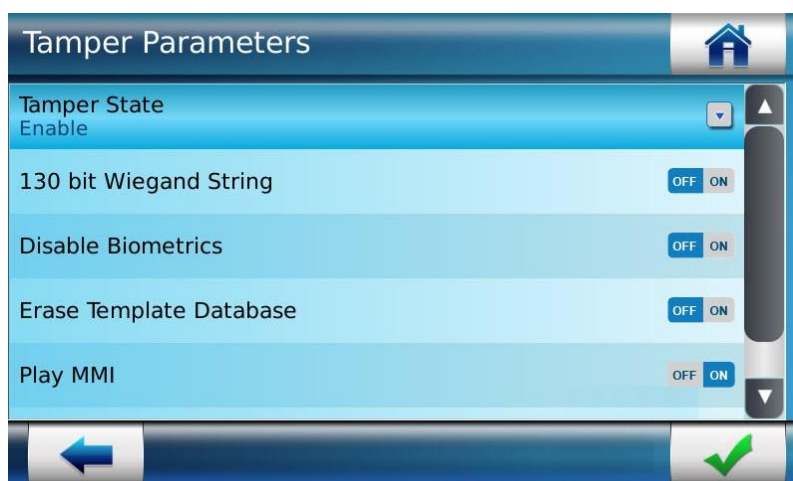 Tamper Parameters
Tamper State
Enable
130 bit Wiegand String
OFF ON
Disable Biometrics
OFF ON
Erase Template Database
OFF ON
Play MMI
OFF ON